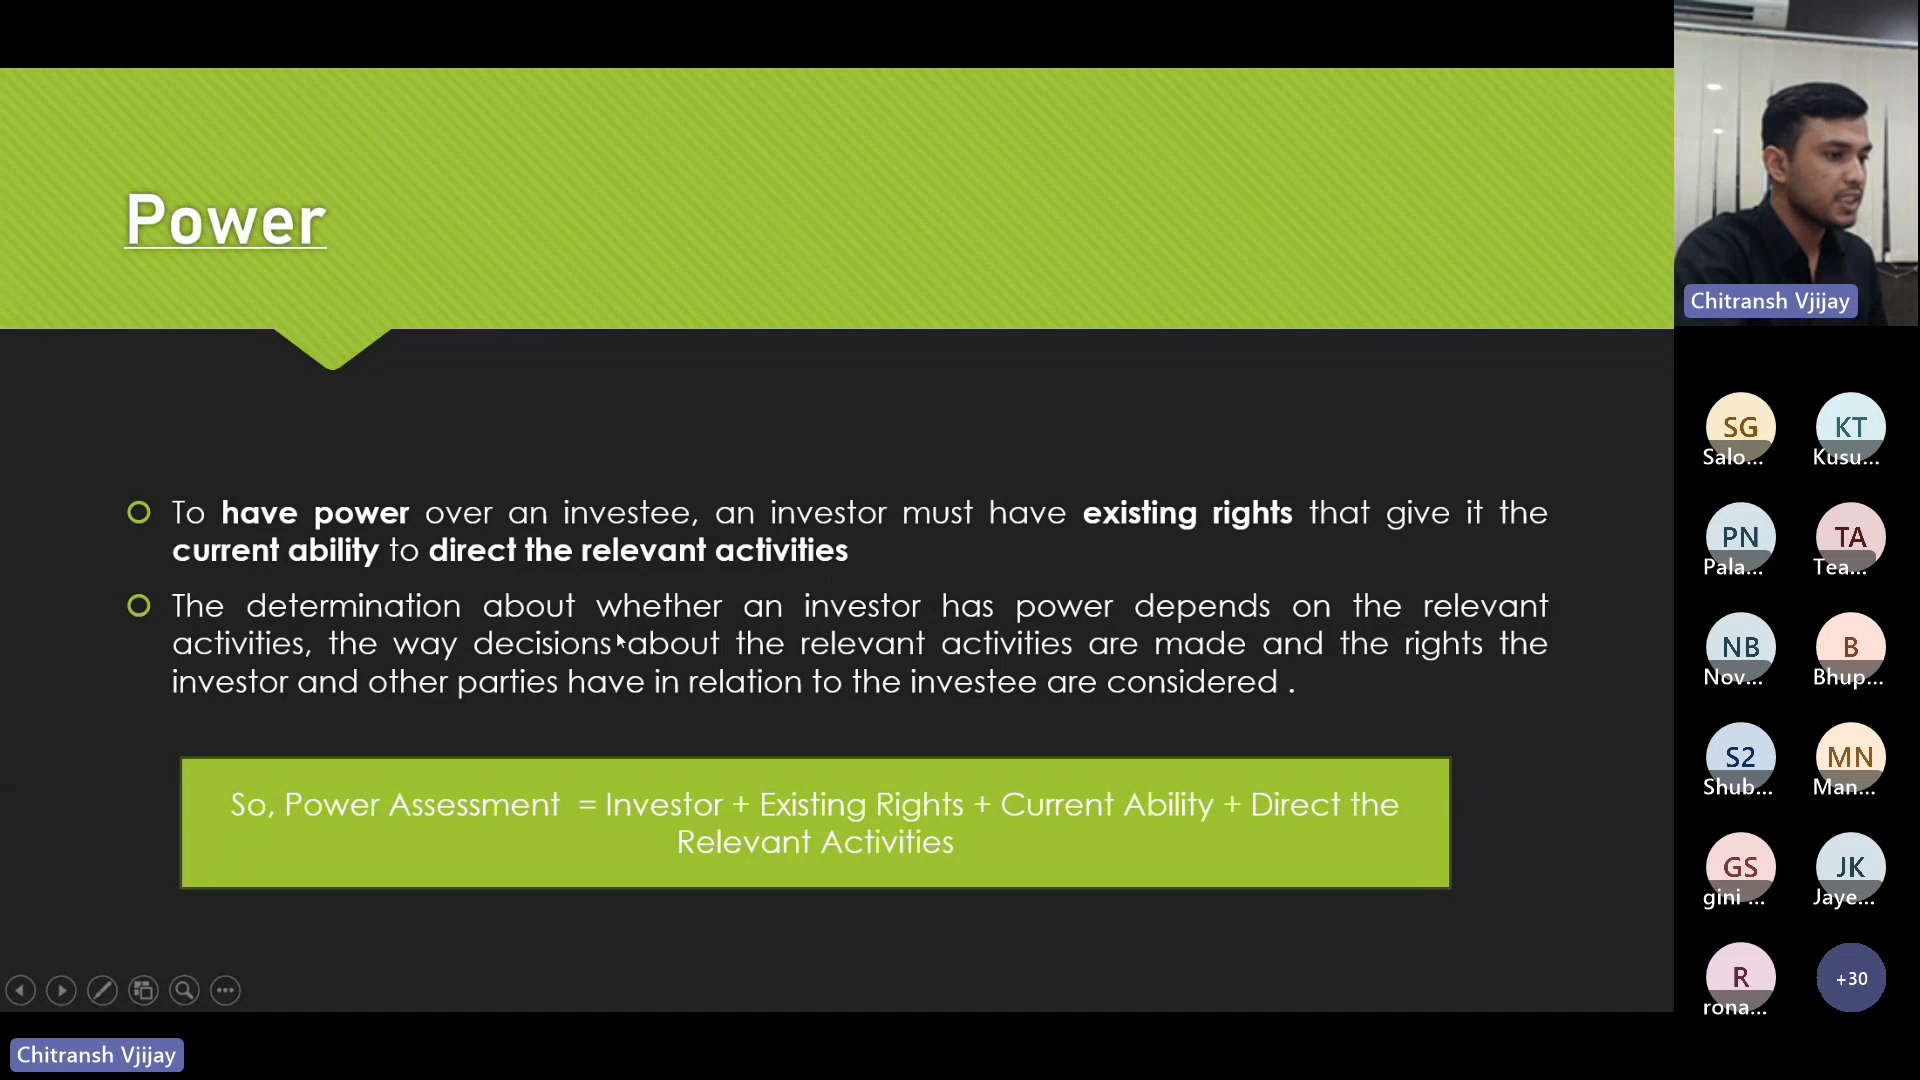 Power
To have power over an investee, an investor must have existing rights that give it the
current ability to direct the relevant activities
The determination about whether an investor has power depends on the relevant
activities, the way decisions about the relevant activities are made and the rights the
investor and other parties have in relation to the investee are considered .
So, Power Assessment = Investor + Existing Rights + Current Ability + Direct the
Relevant Activities
Chitransh Vjijay
Chitransh Vjijay
SG
Salo...
KT
Kusu...
PN
Pala...
TA
Tea...
NB
Nov...
B
Bhup...
S2
Shub...
MN
Man...
GS
gini ...
JK
Jaye...
R
rona...
+30